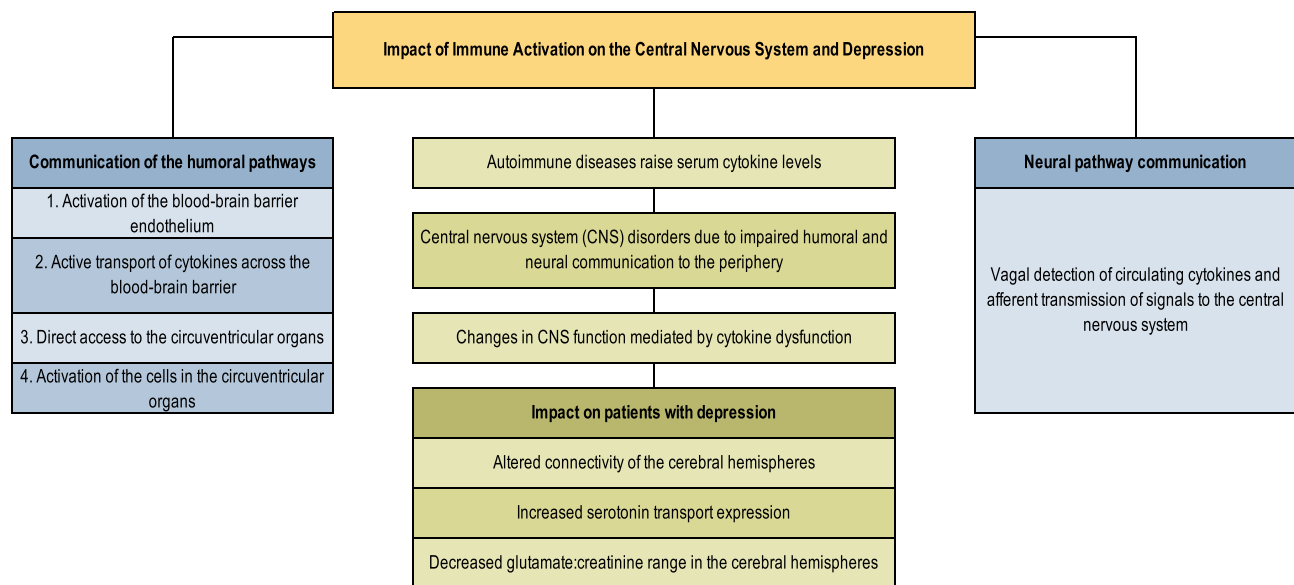 Impact of Immune Activation on the Central Nervous System and Depression
Communication of the humoral pathways
1. Activation of the blood-brain barrier
endothelium
2. Active transport of cytokines across the
blood-brain barrier
3. Direct access to the circuventricular organs
4. Activation of the cells in the circuventricular
organs
Autoimmune diseases raise serum cytokine levels
Central nervous system (CNS) disorders due to impaired humoral and
neural communication to the periphery
Changes in CNS function mediated by cytokine dysfunction
Impact on patients with depression
Altered connectivity of the cerebral hemispheres
Increased serotonin transport expression
Decreased glutamate:creatinine range in the cerebral hemispheres
Neural pathway communication
Vagal detection of circulating cytokines and
afferent transmission of signals to the central
nervous system